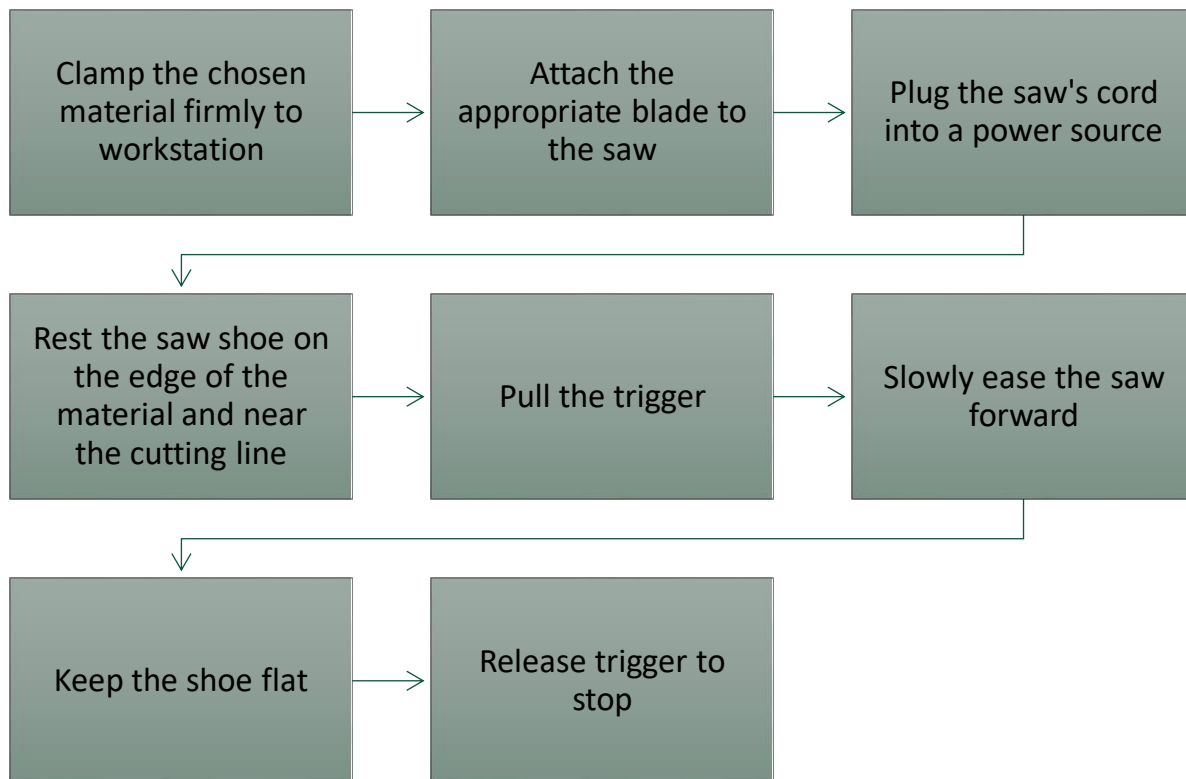 Clamp the chosen
material firmly to
workstation
Attach the
appropriate blade to
the saw
Plug the saw's cord
into a power source
Rest the saw shoe on
the edge of the
material and near
the cutting line
Pull the trigger
Slowly ease the saw
forward
Keep the shoe flat
Release trigger to
stop